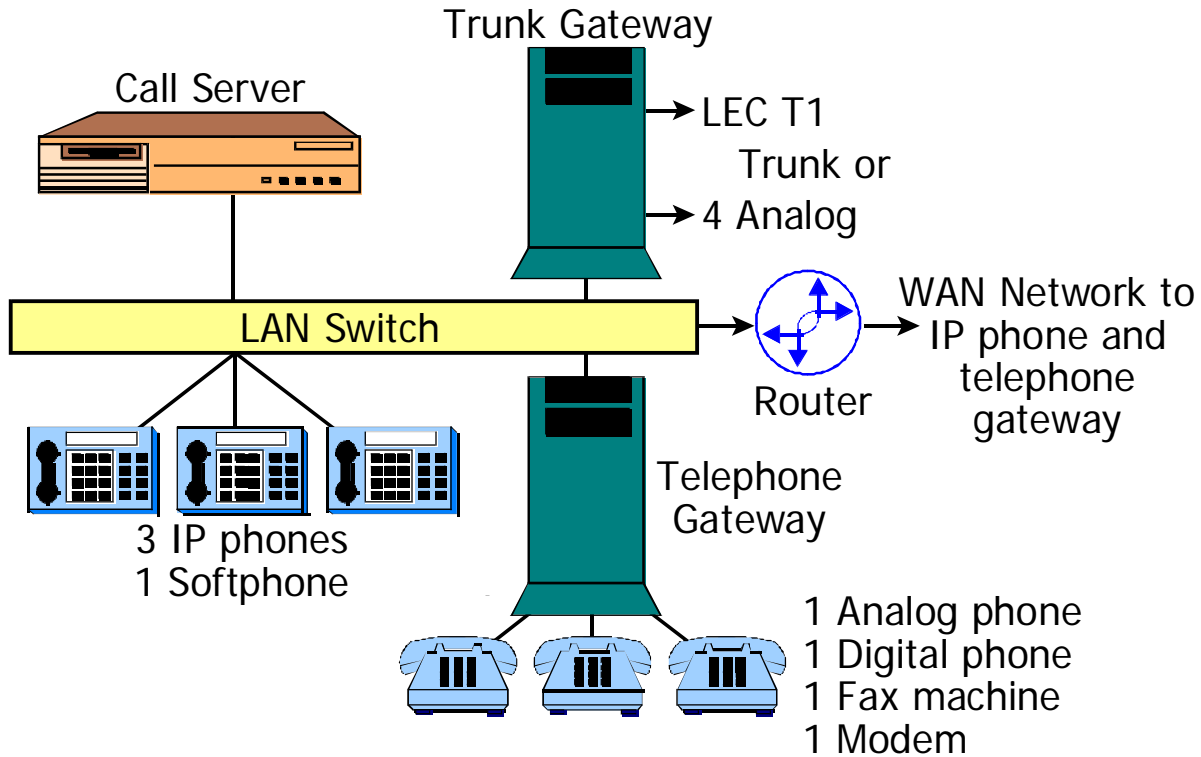 Trunk Gateway
Call Server
LEC T1
Trunk or
4 Analog
LAN Switch
Router
WAN Network to
IP phone and
telephone
gateway
3 IP phones
1 Softphone
Telephone
Gateway
1 Analog phone
1 Digital phone
1 Fax machine
1 Modem